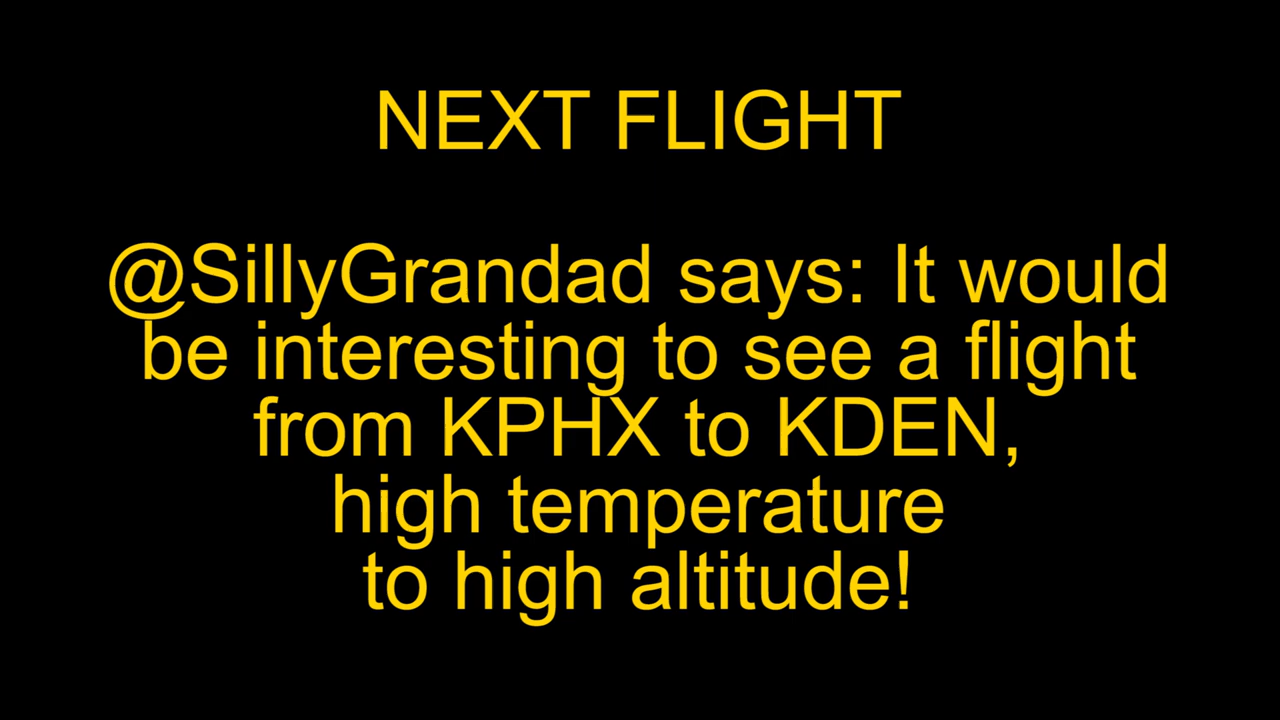 NEXT FLIGHT
@SillyGrandad says: It would
be interesting to see a flight
from KPHX to KDEN,
high temperature
to high altitude!